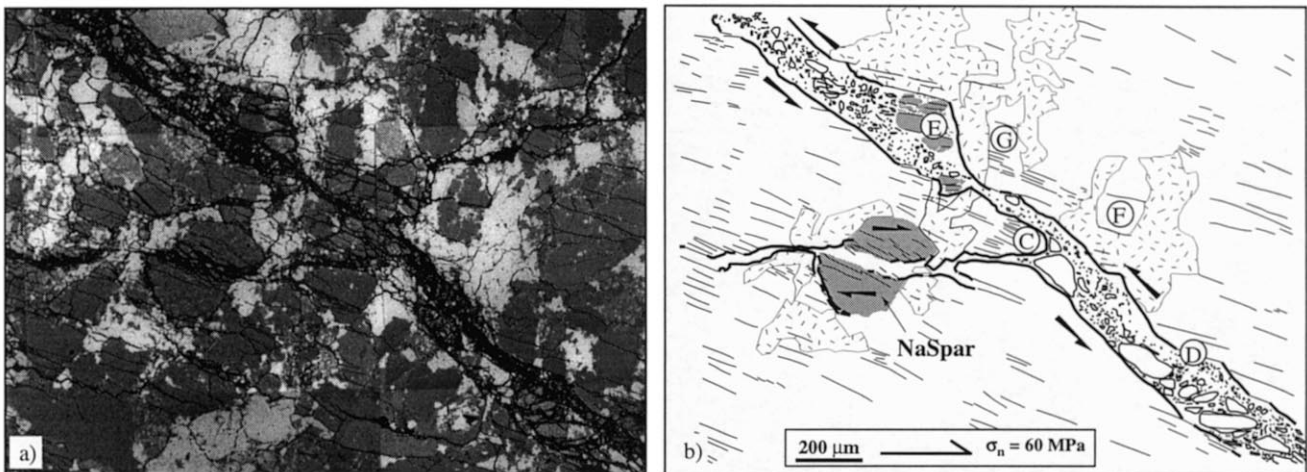 a)
E
G
F
C
D
NaSpar
b)
200 μm
σn = 60 MPa